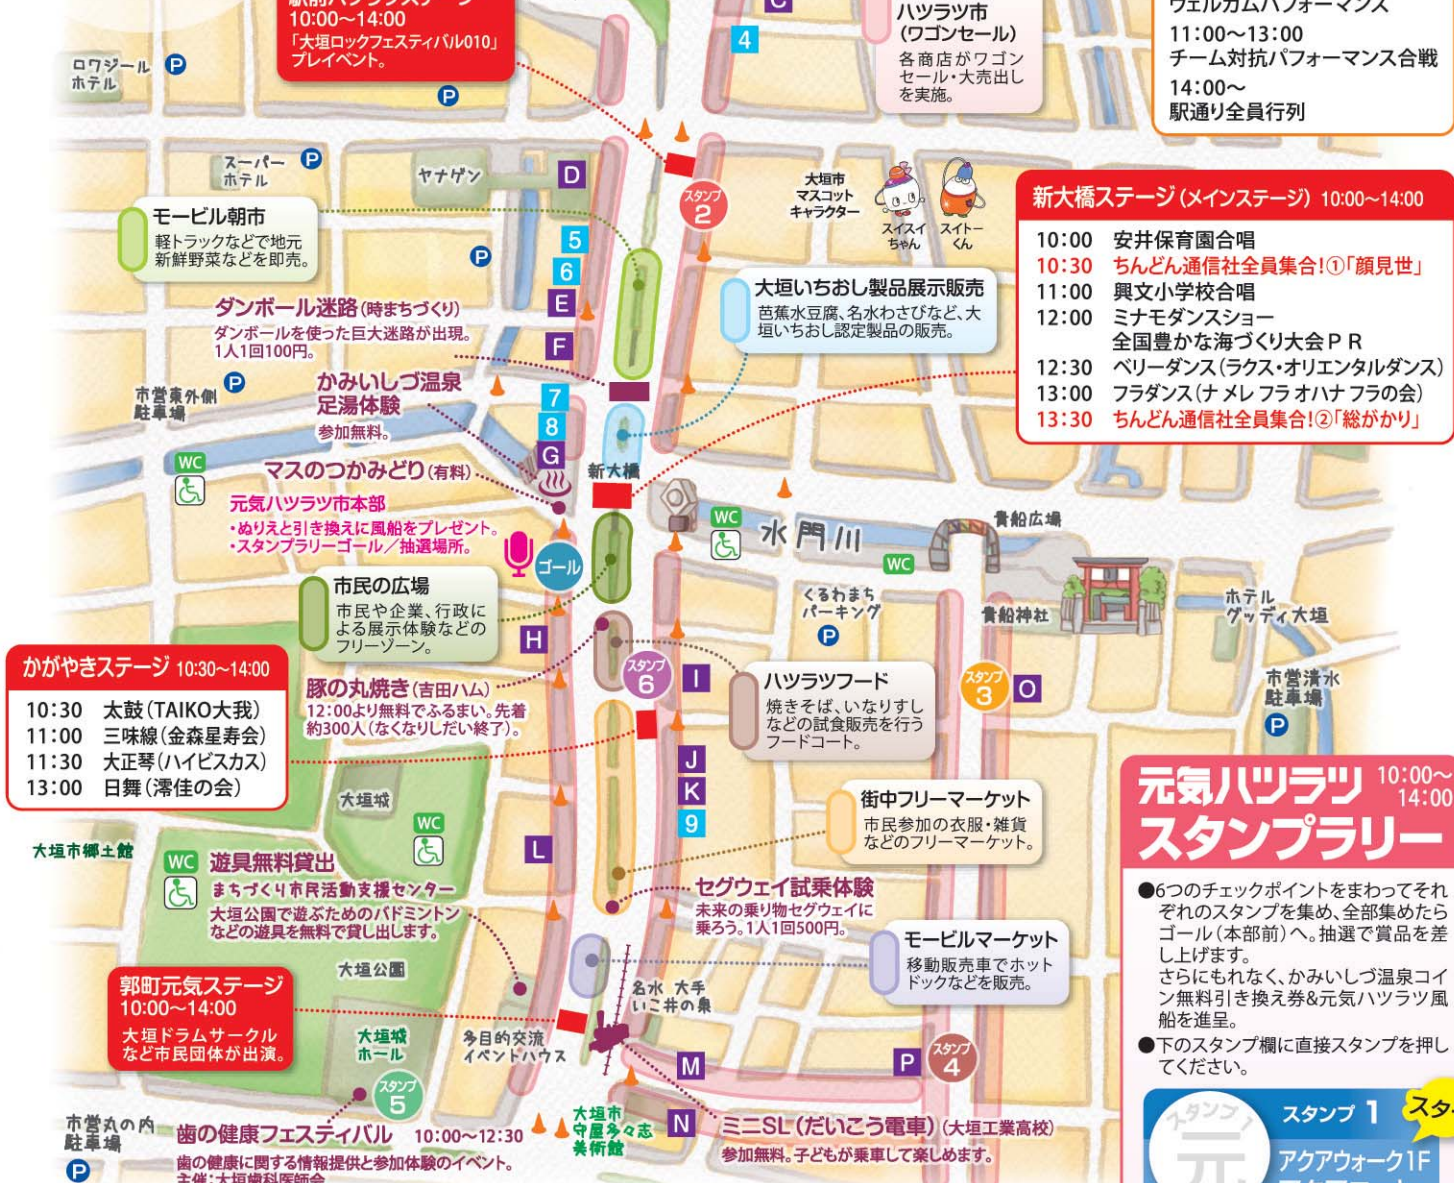 10:00〜14:00
「大垣ロックフェスティバル010」
プレイベント。
ロワジール
ホテル
P
P
4
ハツラツ市
(ワゴンセール)
各商店がワゴン
セール・大売出し
を実施。
ウェルカムパフォーマンス
11:00〜13:00
チーム対抗パフォーマンス合戦
14:00〜
駅通り全員行列
スーパー
ホテル
P
ヤナゲン
D
スタンプ
2
大垣市
マスコット
キャラクター
スイスイ
ちゃん
スイトー
くん
新大橋ステージ(メインステージ) 10:00〜14:00
10:00 安井保育園合唱
10:30 ちんどん通信社全員集合!①「顔見世」
11:00 興文小学校合唱
12:00 ミナモダンスショー
全国豊かな海づくり大会PR
12:30 ベリーダンス(ラクス・オリエンタルダンス)
13:00 フラダンス(ナ メレ フラ オハナ フラの会)
13:30 ちんどん通信社全員集合!②「総がかり」
モービル朝市
軽トラックなどで地元
新鮮野菜などを即売。
P
5
6
E
F
大垣いちおし製品展示販売
芭蕉水豆腐、名水わさびなど、大
垣いちおし認定製品の販売。
ダンボール迷路(時まちづくり)
ダンボールを使った巨大迷路が出現。
1人1回100円。
市営東外側
駐車場
P
かみいしづ温泉
足湯体験
参加無料。
7
8
G
WC
マスのつかみどり(有料)
新大橋
元気ハツラツ市本部
・ぬりえと引き換えに風船をプレゼント。
・スタンプラリーゴール/抽選場所。
ゴール
WC
水門川
WC
貴船広場
市民の広場
市民や企業、行政に
よる展示体験などの
フリーゾーン。
H
くるわまち
パーキング
P
貴船神社
ホテル
グッディ大垣
かがやきステージ 10:30〜14:00
10:30 太鼓(TAIKO大我)
11:00 三味線(金森星寿会)
11:30 大正琴(ハイビスカス)
13:00 日舞(澪佳の会)
豚の丸焼き(吉田ハム)
12:00より無料でふるまい。先着
約300人(なくなりしだい終了)。
スタンプ
6
I
ハツラツフード
焼きそば、いなりすし
などの試食販売を行う
フードコート。
スタンプ
3
O
市営清水
駐車場
P
J
K
9
L
大垣城
WC
街中フリーマーケット
市民参加の衣服・雑貨
などのフリーマーケット。
元気ハツラツ
10:00〜
14:00
スタンプラリー
●6つのチェックポイントをまわってそれ
ぞれのスタンプを集め、全部集めたら
ゴール(本部前)へ。抽選で賞品を差
し上げます。
さらにもれなく、かみいしづ温泉コイ
ン無料引き換え券&元気ハツラツ風
船を進呈。
●下のスタンプ欄に直接スタンプを押し
てください。
大垣市郷土館
WC
遊具無料貸出
まちづくり市民活動支援センター
大垣公園で遊ぶためのバドミントン
などの遊具を無料で貸し出します。
セグウェイ試乗体験
未来の乗り物セグウェイに
乗ろう。1人1回500円。
モービルマーケット
移動販売車でホット
ドックなどを販売。
大垣公園
郭町元気ステージ
10:00〜14:00
大垣ドラムサークル
など市民団体が出演。
名水 大手
いこ井の泉
大垣城
ホール
多目的交流
イベントハウス
スタンプ
5
M
P
スタンプ
4
市営丸の内
駐車場
P
歯の健康フェスティバル 10:00〜12:30
歯の健康に関する情報提供と参加体験のイベント。
主催:大垣歯科医師会
大垣市
守屋多々志
美術館
N
ミニSL(だいこう電車)(大垣工業高校)
参加無料。子どもが乗車して楽しめます。
スタンプ 1
元
スタンプ 1
アクアウォーク1F